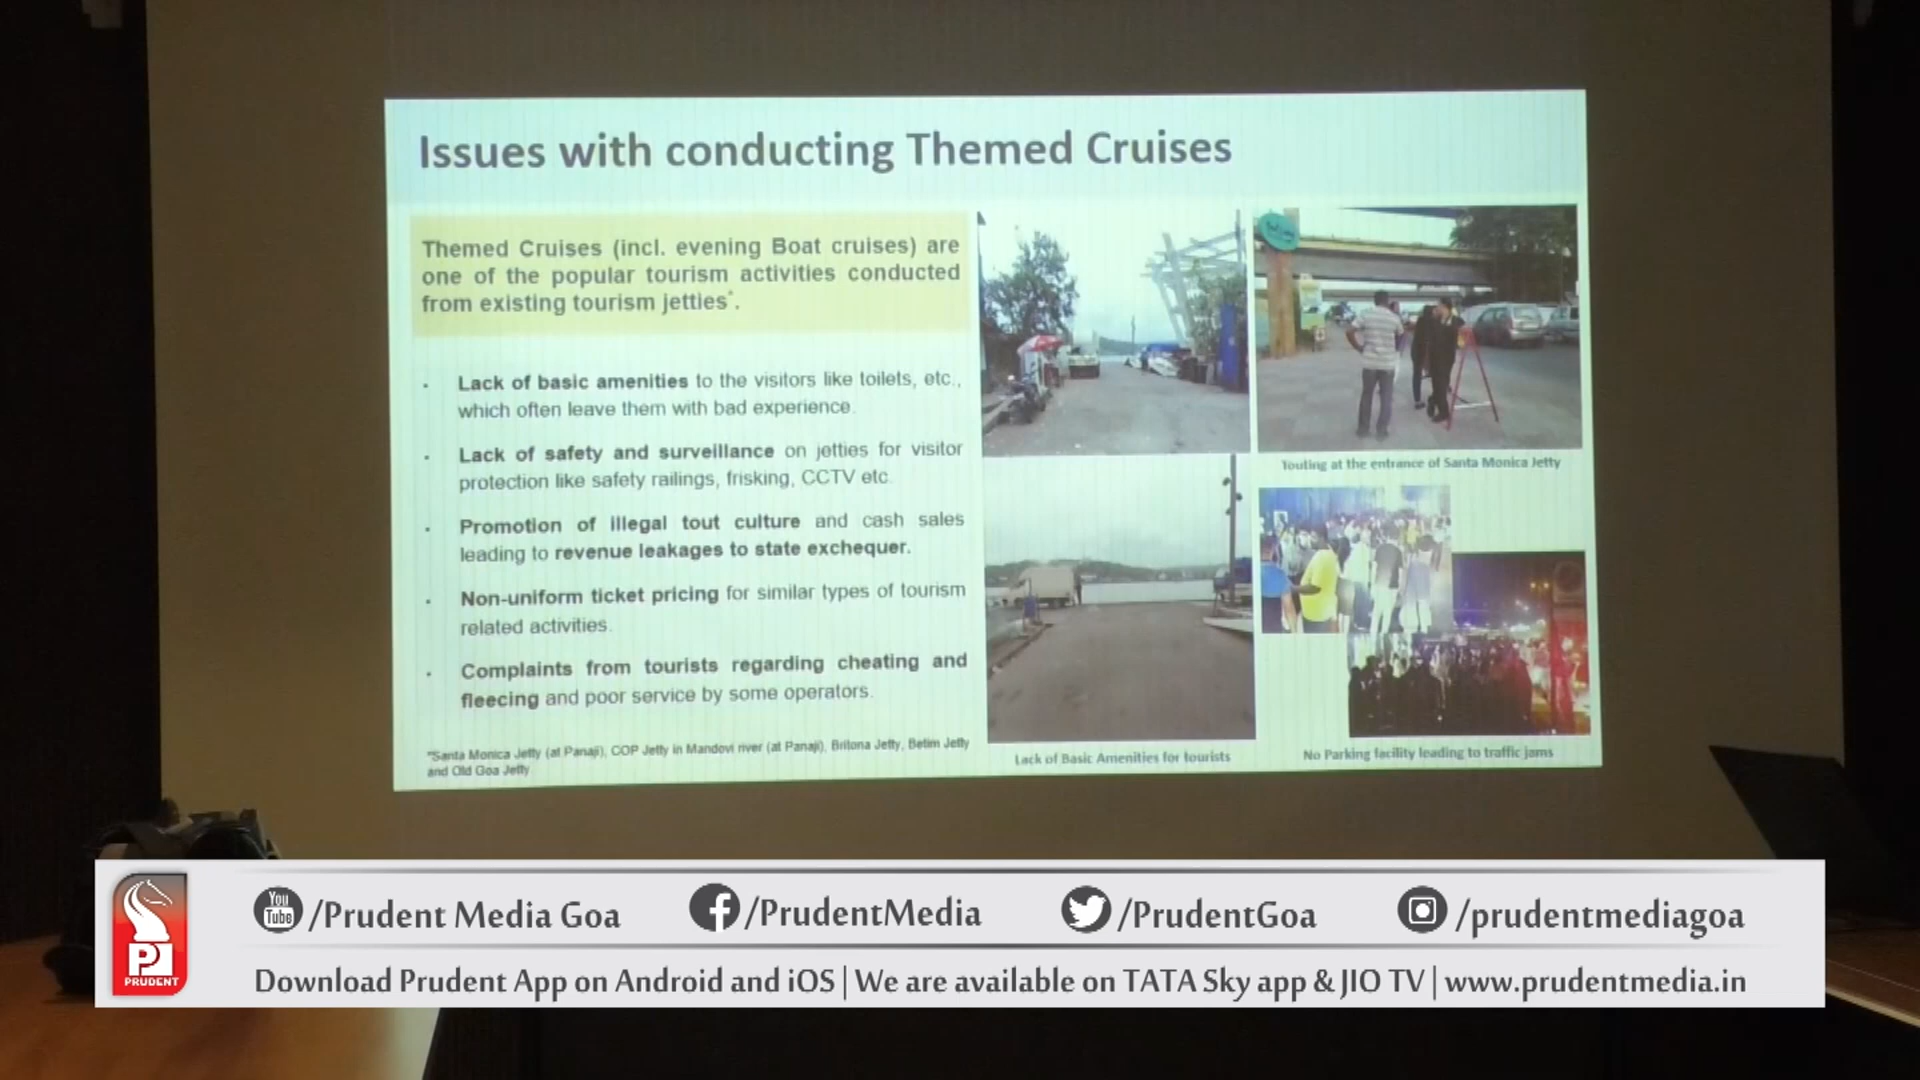 Issues with conducting Themed Cruises
Themed Cruises (incl. evening Boat cruises) are
one of the popular tourism activities conducted
from existing tourism jetties*.
• Lack of basic amenities to the visitors like toilets, etc.,
which often leave them with bad experience.
• Lack of safety and surveillance on jetties for visitor
protection like safety railings, frisking, CCTV etc.
• Promotion of illegal tout culture and cash sales
leading to revenue leakages to state exchequer.
• Non-uniform ticket pricing for similar types of tourism
related activities.
• Complaints from tourists regarding cheating and
fleecing and poor service by some operators.
*Santa Monica Jetty (at Panaji), COP Jetty in Mandovi river (at Panaji), Britona Jetty, Betim Jetty
and Old Goa Jetty
Touting at the entrance of Santa Monica Jetty
Lack of Basic Amenities for tourists
No Parking facility leading to traffic jams
PRUDENT
You Tube /Prudent Media Goa
/PrudentMedia
/PrudentGoa
/prudentmediagoa
Download Prudent App on Android and iOS | We are available on TATA Sky app & JIO TV | www.prudentmedia.in